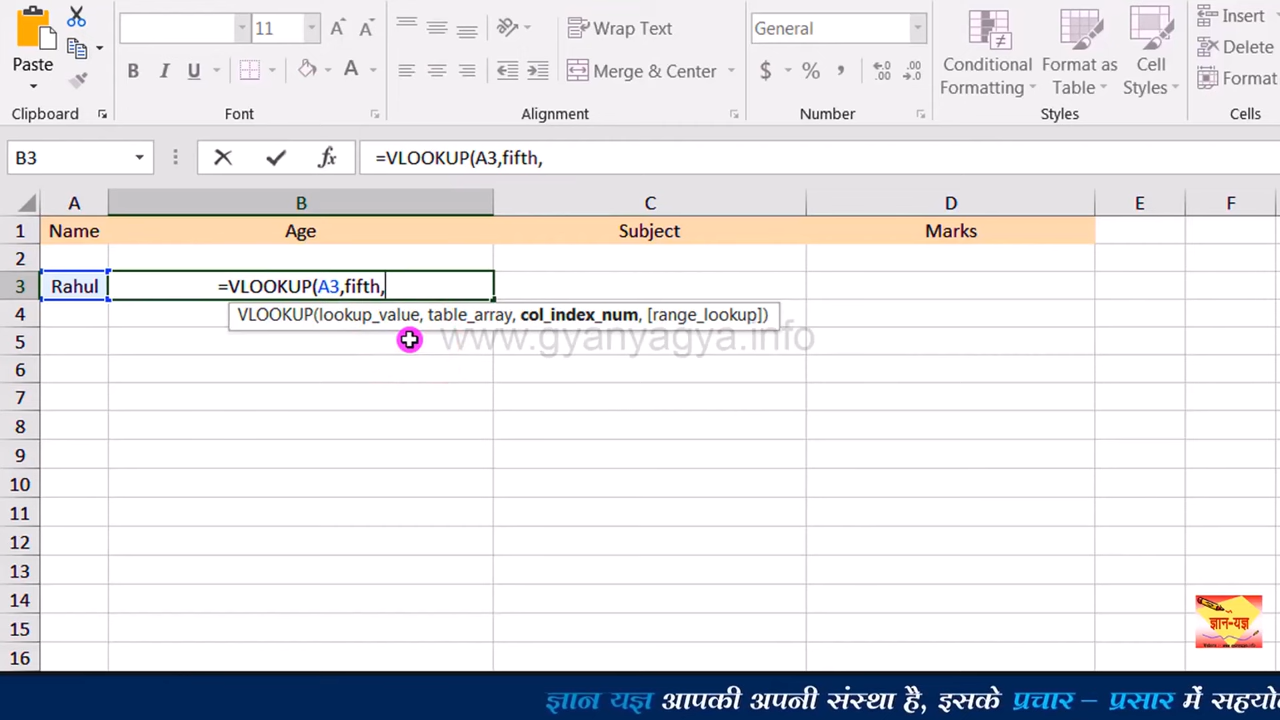 11
Wrap Text
General
Insert
Paste
B I U
A
Merge & Center
$ % ,
Conditional Formatting
Format as Table
Cell Styles
Delete
Format
Clipboard
Font
Alignment
Number
Styles
Cells
B3
fx
=VLOOKUP(A3,fifth,
A B C D E F
1 Name Age Subject Marks
2
3 Rahul =VLOOKUP(A3,fifth,
4 VLOOKUP(lookup_value, table_array, col_index_num, [range_lookup])
5 www.gyanyagya.info
6
7
8
9
10
11
12
13
14
15
16
ज्ञान-यज्ञ
ज्ञान यज्ञ आपकी अपनी संस्था है, इसके प्रचार – प्रसार में सहयो